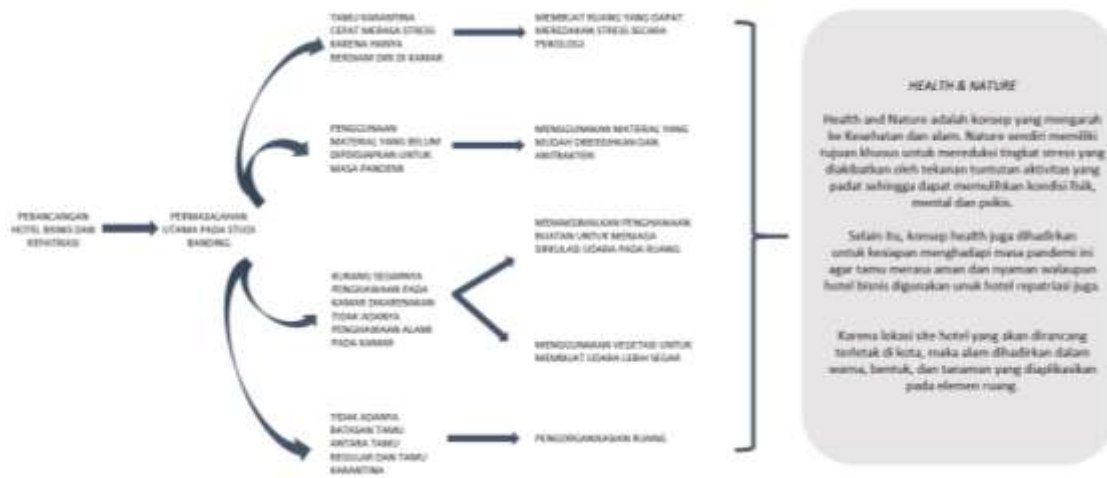 PERANCANGAN
HOTEL BISNIS DAN
REPATRIASI
PERMASALAHAN
UTAMA PADA STUDI
BANDING
TAMU KARANTINA
CEPAT MERASA STRESS
KARENA HANYA
BERDIAM DIRI DI KAMAR
MEMBUAT RUANG YANG DAPAT
MEREDAKAN STRESS SECARA
PSIKOLOGI
PENGGUNAAN
MATERIAL YANG BELUM
DIPERSIAPKAN UNTUK
MASA PANDEMI
MENGGUNAKAN MATERIAL YANG
MUDAH DIBERSIHKAN DAN
ANTIBAKTERI
KURANG SEGARNYA
PENGHAWAAN PADA
KAMAR DIKARENAKAN
TIDAK ADANYA
PENGHAWAAN ALAMI
PADA KAMAR
MEMAKSIMALKAN PENGHAWAAN
BUATAN UNTUK MENJAGA
SIRKULASI UDARA PADA RUANG
MENGGUNAKAN VEGETASI UNTUK
MEMBUAT UDARA LEBIH SEGAR
TIDAK ADANYA
BATASAN TAMU
ANTARA TAMU
REGULAR DAN TAMU
KARANTINA
PENGORGANISASIAN RUANG
HEALTH & NATURE
Health and Nature adalah konsep yang mengarah
ke Kesehatan dan alam. Nature sendiri memiliki
tujuan khusus untuk mereduksi tingkat stress yang
diakibatkan oleh tekanan tuntutan aktivitas yang
padat sehingga dapat memulihkan kondisi fisik,
mental dan psikis.
Selain itu, konsep health juga dihadirkan
untuk kesiapan menghadapi masa pandemi ini
agar tamu merasa aman dan nyaman walaupun
hotel bisnis digunakan unuk hotel repatriasi juga.
Karena lokasi site hotel yang akan dirancang
terletak di kota, maka alam dihadirkan dalam
warna, bentuk, dan tanaman yang diaplikasikan
pada elemen ruang.